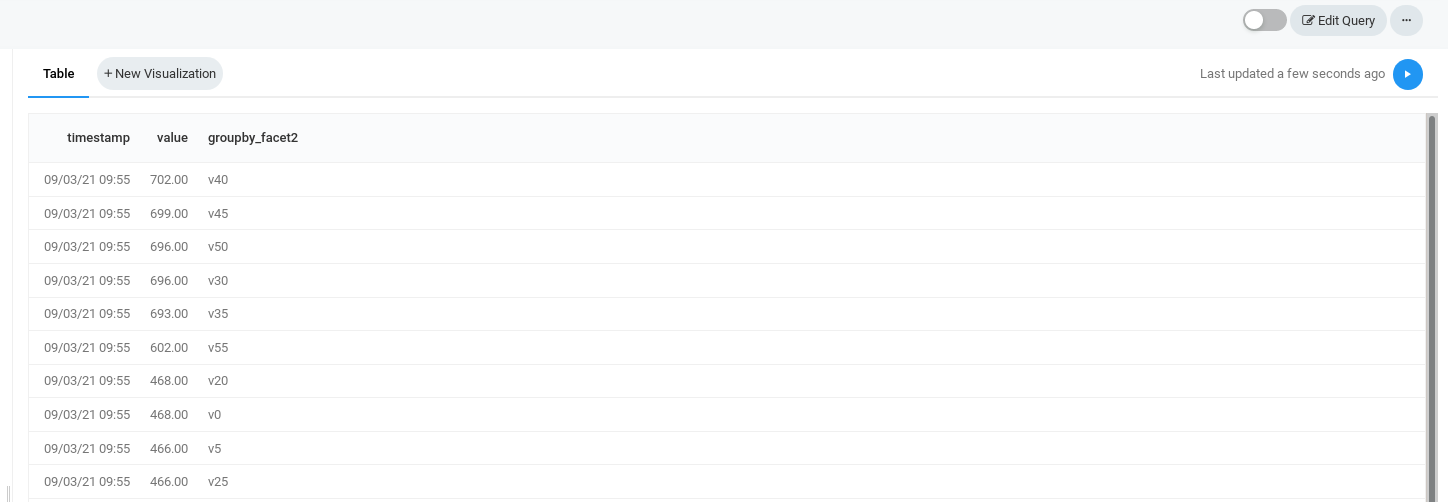 Edit Query ...
Table + New Visualization Last updated a few seconds ago
timestamp value groupby_facet2
09/03/21 09:55 702.00 v40
09/03/21 09:55 699.00 v45
09/03/21 09:55 696.00 v50
09/03/21 09:55 696.00 v30
09/03/21 09:55 693.00 v35
09/03/21 09:55 602.00 v55
09/03/21 09:55 468.00 v20
09/03/21 09:55 468.00 v0
09/03/21 09:55 466.00 v5
09/03/21 09:55 466.00 v25